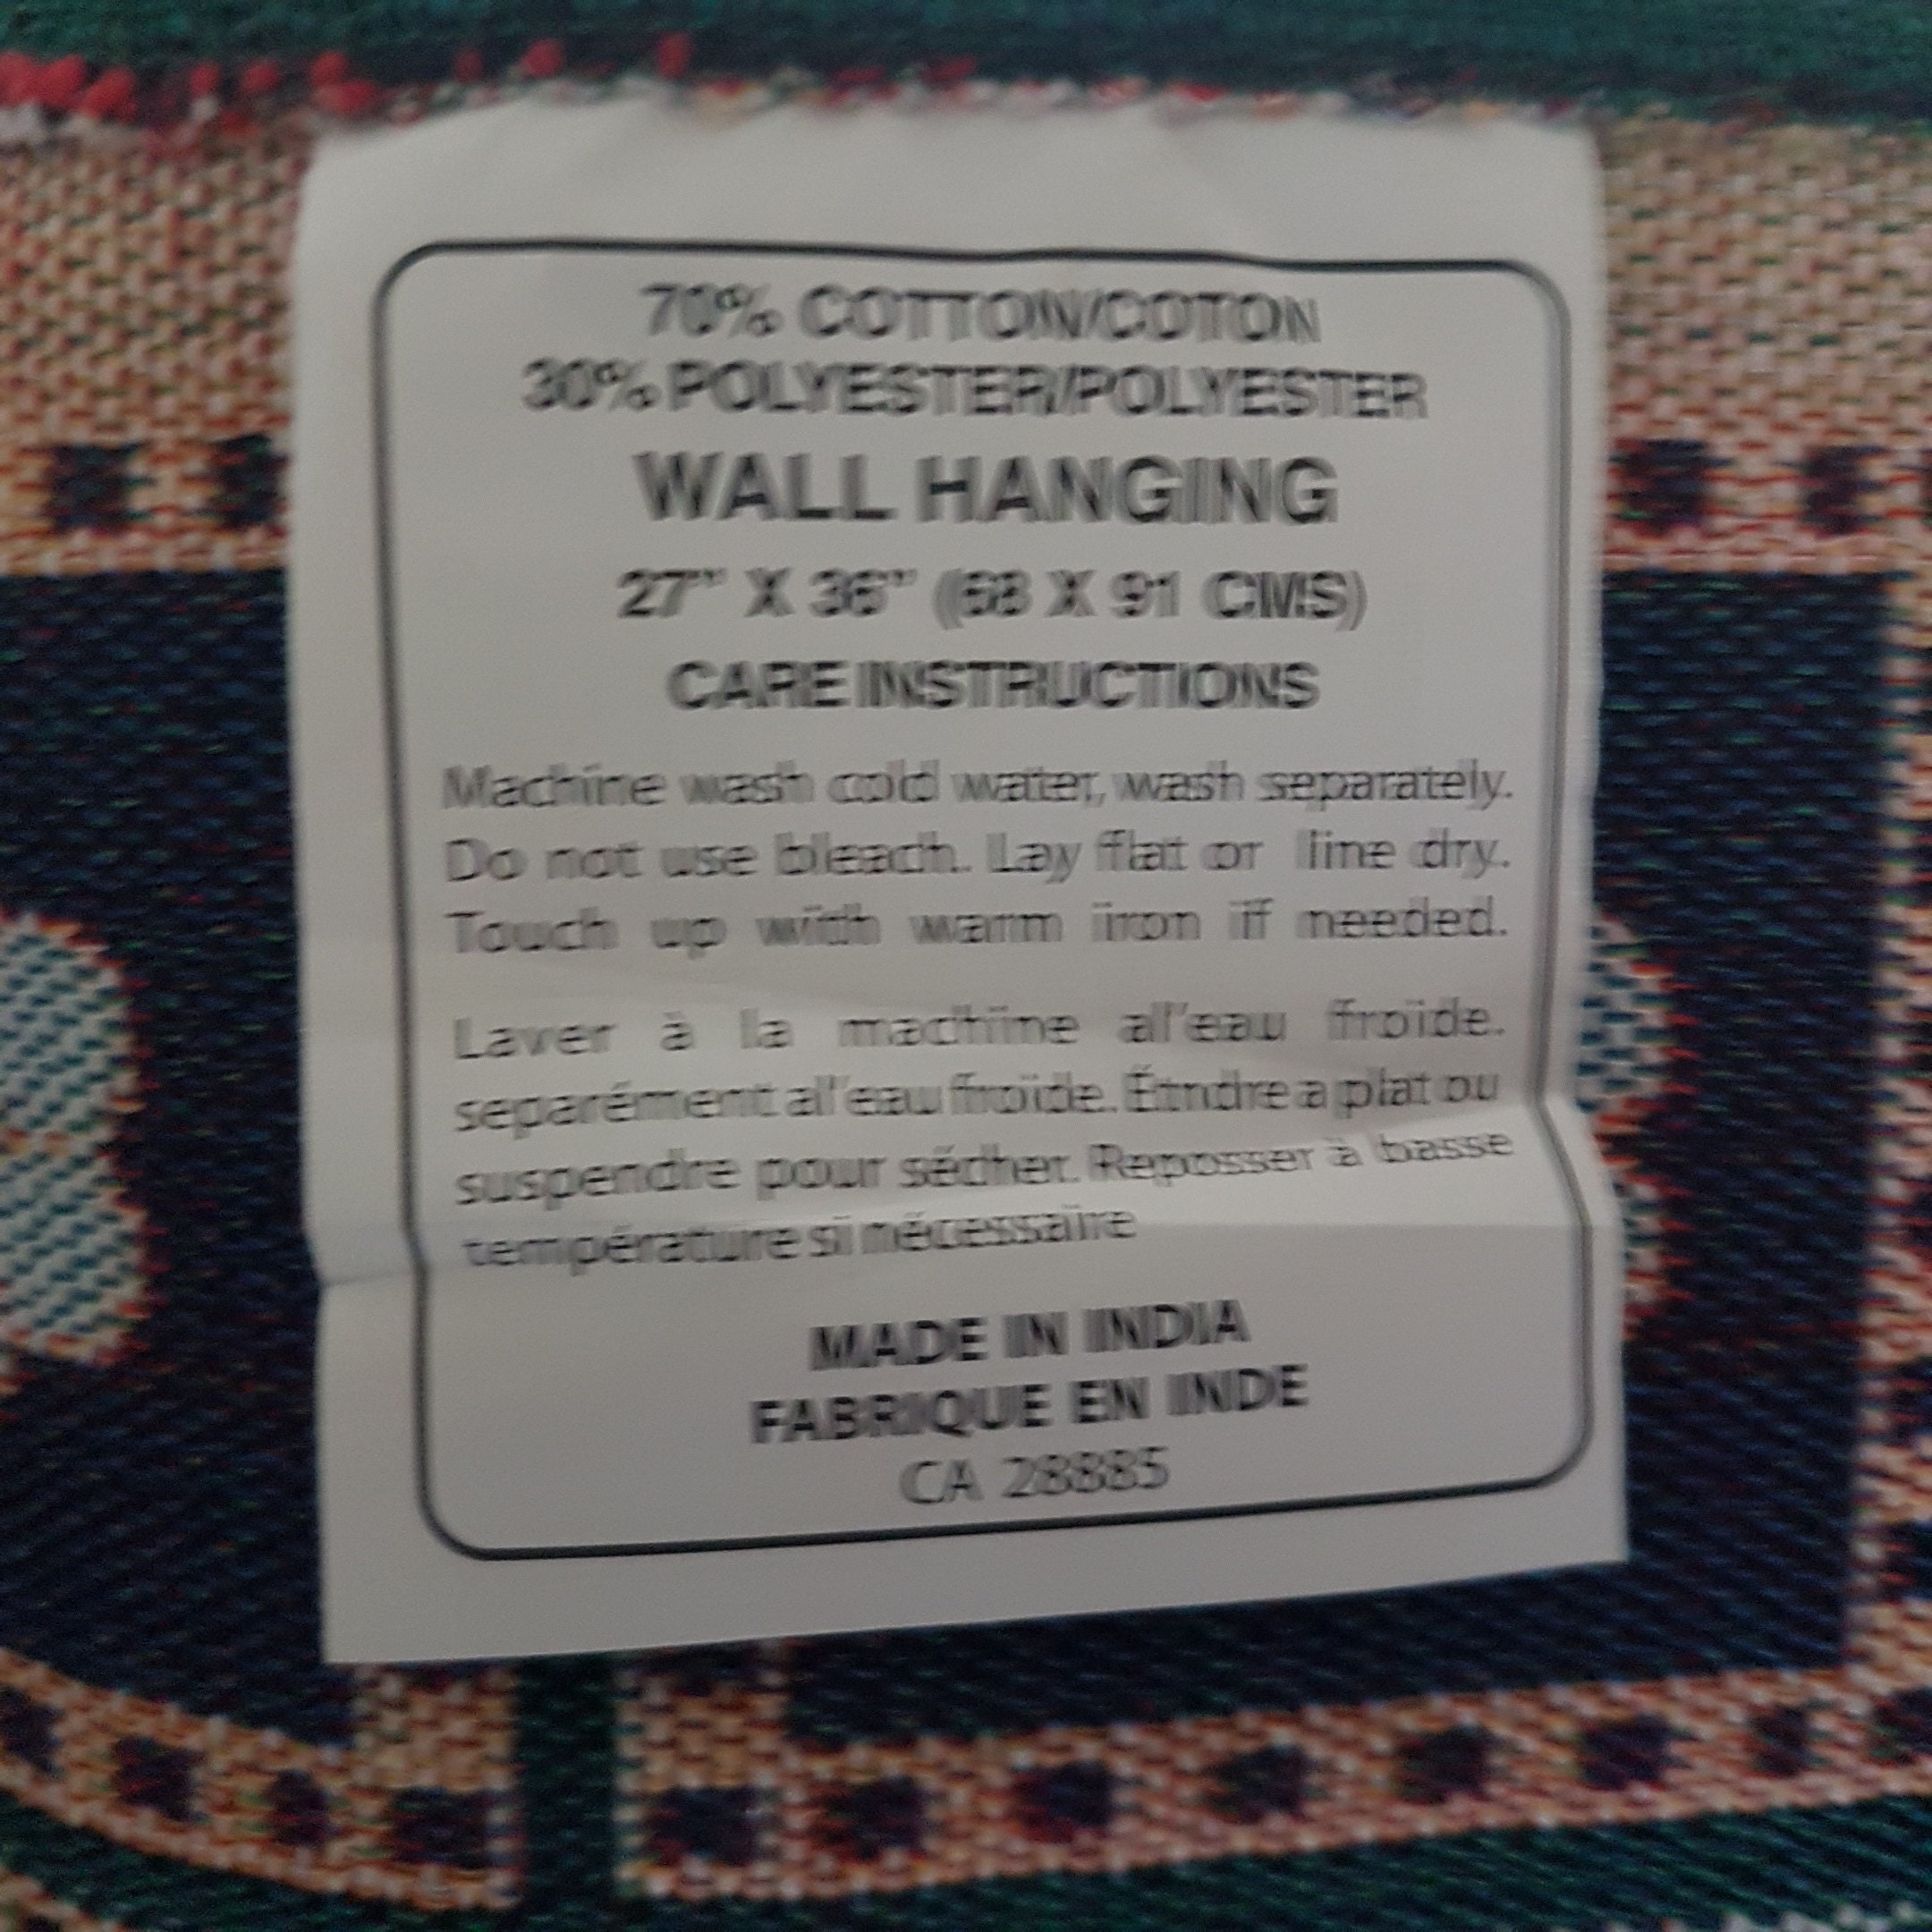 70% COTTON/COTON
30% POLYESTER/POLYESTER
WALL HANGING
27" X 36" (68 X 91 CMS)
CARE INSTRUCTIONS
Machine wash cold water, wash separately.
Do not use bleach. Lay flat or line dry.
Touch up with warm iron if needed.
Laver à la machine al'eau froide.
separément al'eau froide. Étndre a plat ou
suspendre pour sécher. Reposser à basse
température si nécessaire
MADE IN INDIA
FABRIQUE EN INDE
CA 28885